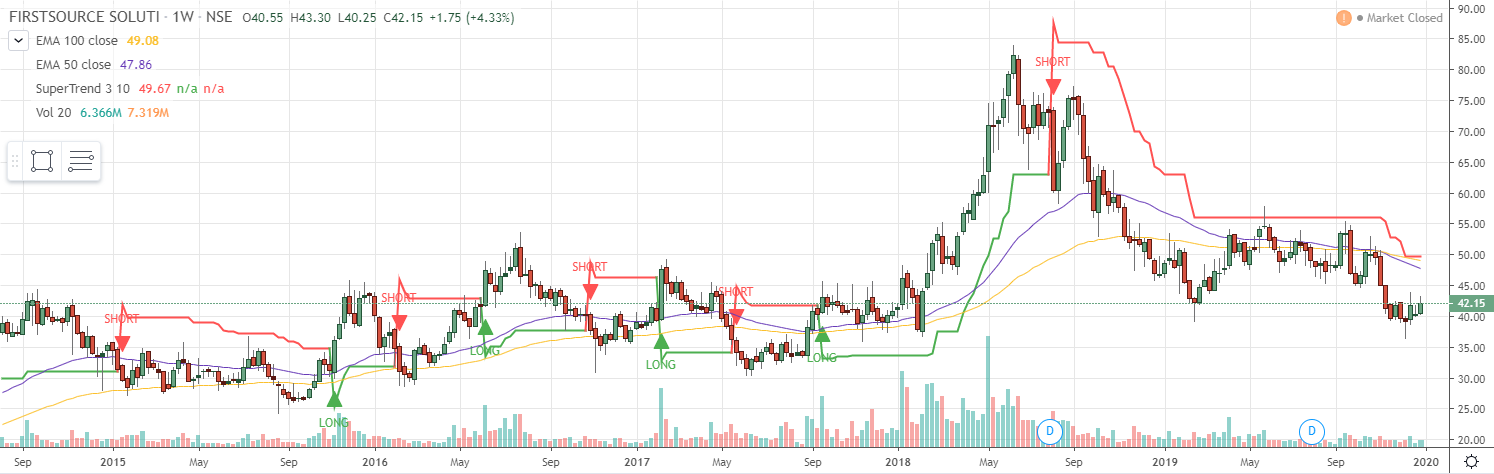 FIRSTSOURCE SOLUTI · 1W · NSE O40.55 H43.30 L40.25 C42.15 +1.75 (+4.33%)
! Market Closed
EMA 100 close 49.08
EMA 50 close 47.86
SuperTrend 3 10 49.67 n/a n/a
Vol 20 6.366M 7.319M
90.00
85.00
80.00
75.00
70.00
65.00
60.00
55.00
50.00
45.00
42.15
40.00
35.00
30.00
25.00
20.00
SHORT
LONG
SHORT
LONG
SHORT
LONG
SHORT
LONG
SHORT
D
D
Sep 2015 May Sep 2016 May Sep 2017 May Sep 2018 May Sep 2019 May Sep 2020